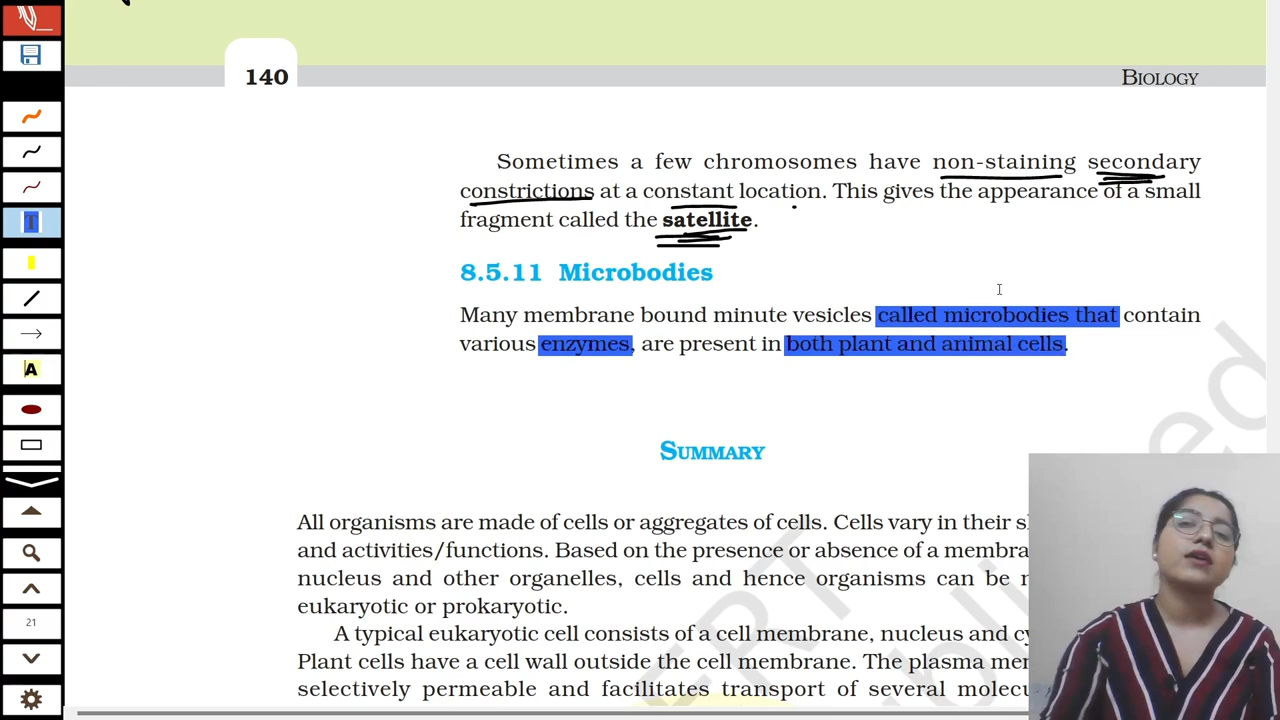 140
BIOLOGY
Sometimes a few chromosomes have non-staining secondary
constrictions at a constant location. This gives the appearance of a small
fragment called the satellite.
8.5.11 Microbodies
Many membrane bound minute vesicles called microbodies that contain
various enzymes, are present in both plant and animal cells.
SUMMARY
All organisms are made of cells or aggregates of cells. Cells vary in their
and activities/functions. Based on the presence or absence of a
nucleus and other organelles, cells and hence organisms can be
eukaryotic or prokaryotic.
A typical eukaryotic cell consists of a cell membrane, nucleus and
Plant cells have a cell wall outside the cell membrane. The plasma
selectively permeable and facilitates transport of several
T
A
21